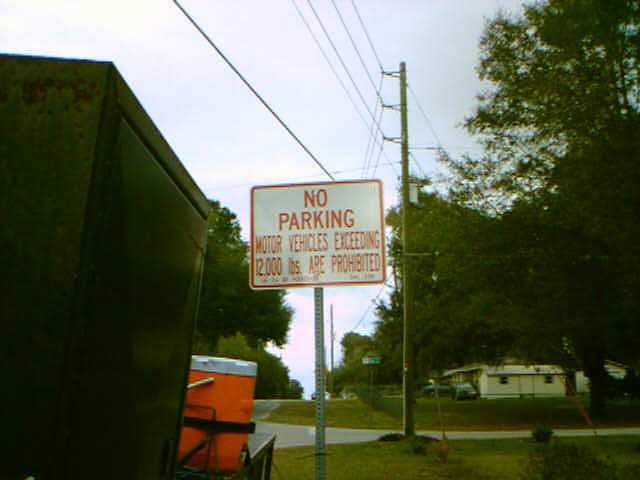 NO
PARKING
MOTOR VEHICLES EXCEEDING
12,000 lbs. ARE PROHIBITED